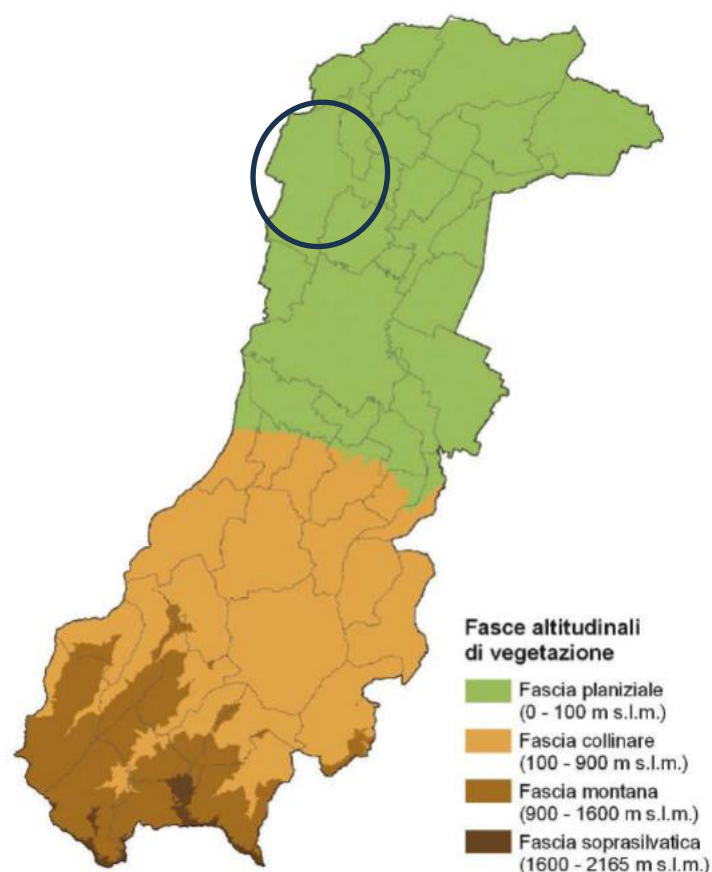 Fasce altitudinali
di vegetazione
Fascia planiziale
(0 - 100 m s.l.m.)
Fascia collinare
(100 - 900 m s.l.m.)
Fascia montana
(900 - 1600 m s.l.m.)
Fascia soprasilvatica
(1600 - 2165 m s.l.m.)